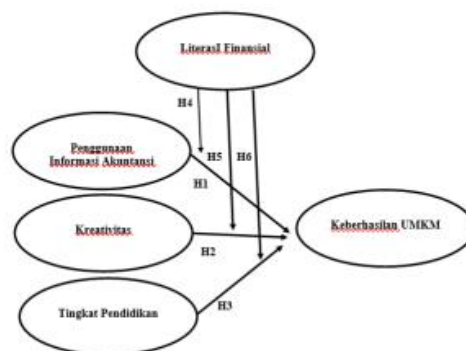 LiterasI Finansial
H4
Penggunaan
Informasi Akuntansi
H5
H6
H1
Keberhasilan UMKM
Kreativitas
H2
H3
Tingkat Pendidikan